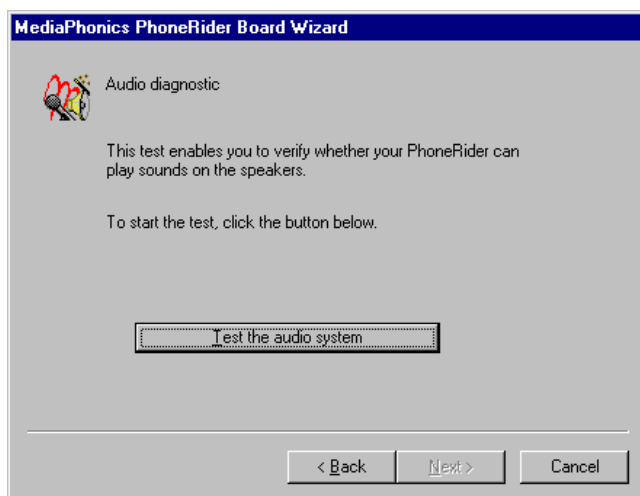 MediaPhonics PhoneRider Board Wizard
Audio diagnostic
This test enables you to verify whether your PhoneRider can
play sounds on the speakers.
To start the test, click the button below.
Test the audio system
< Back
Next >
Cancel